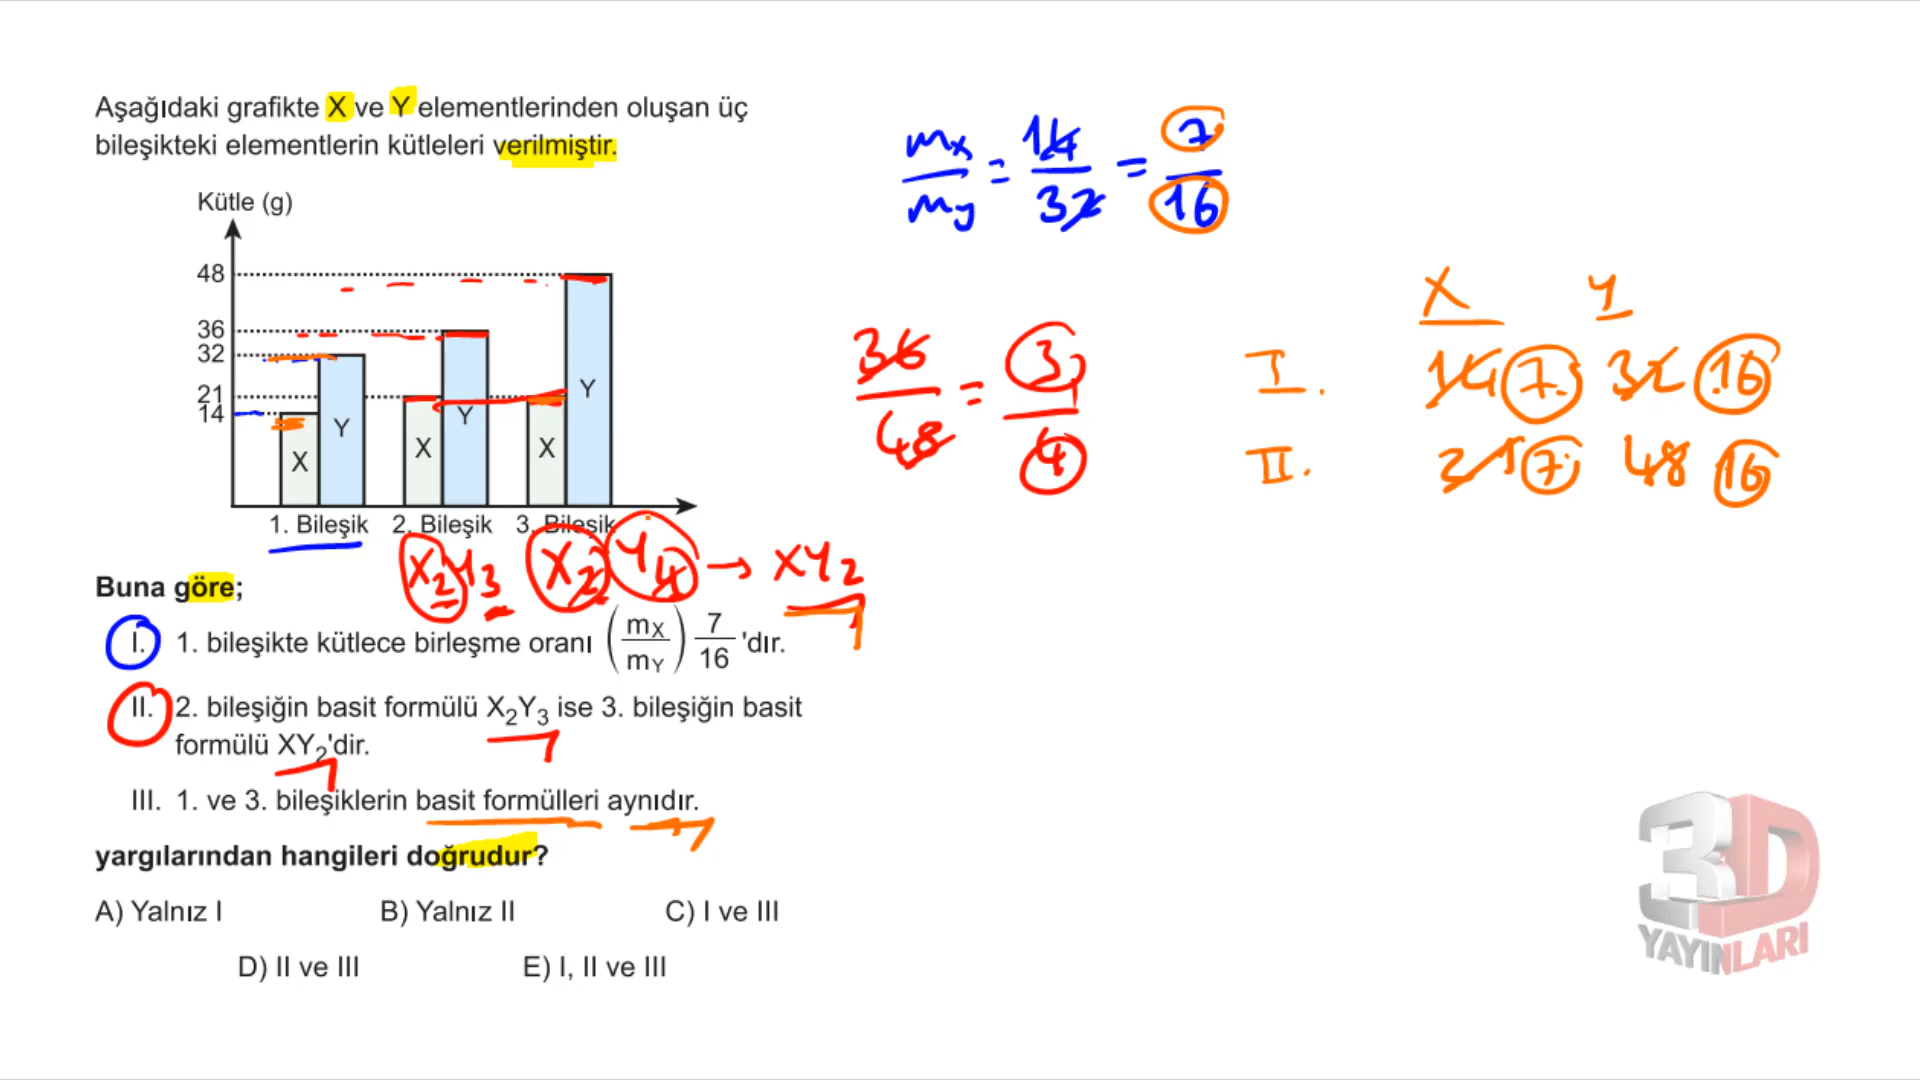 Aşağıdaki grafikte X ve Y elementlerinden oluşan üç
bileşikteki elementlerin kütleleri verilmiştir.
Kütle (g)
48
36
32
21
14
X
Y
X
Y
X
Y
1. Bileşik 2. Bileşik 3. Bileşik
X₂Y₃ X₂Y₄ → XY₂
Buna göre;
I. 1. bileşikte kütlece birleşme oranı (mX/mY) 7/16 'dır.
II. 2. bileşiğin basit formülü X₂Y₃ ise 3. bileşiğin basit
formülü XY₂'dir.
III. 1. ve 3. bileşiklerin basit formülleri aynıdır.
yargılarından hangileri doğrudur?
A) Yalnız I B) Yalnız II C) I ve III
D) II ve III E) I, II ve III
mx/my = 14/32 = 7/16
36/48 = 3/4
X Y
I. 14 7 32 16
II. 21 7 48 16
3D
YAYINLARI